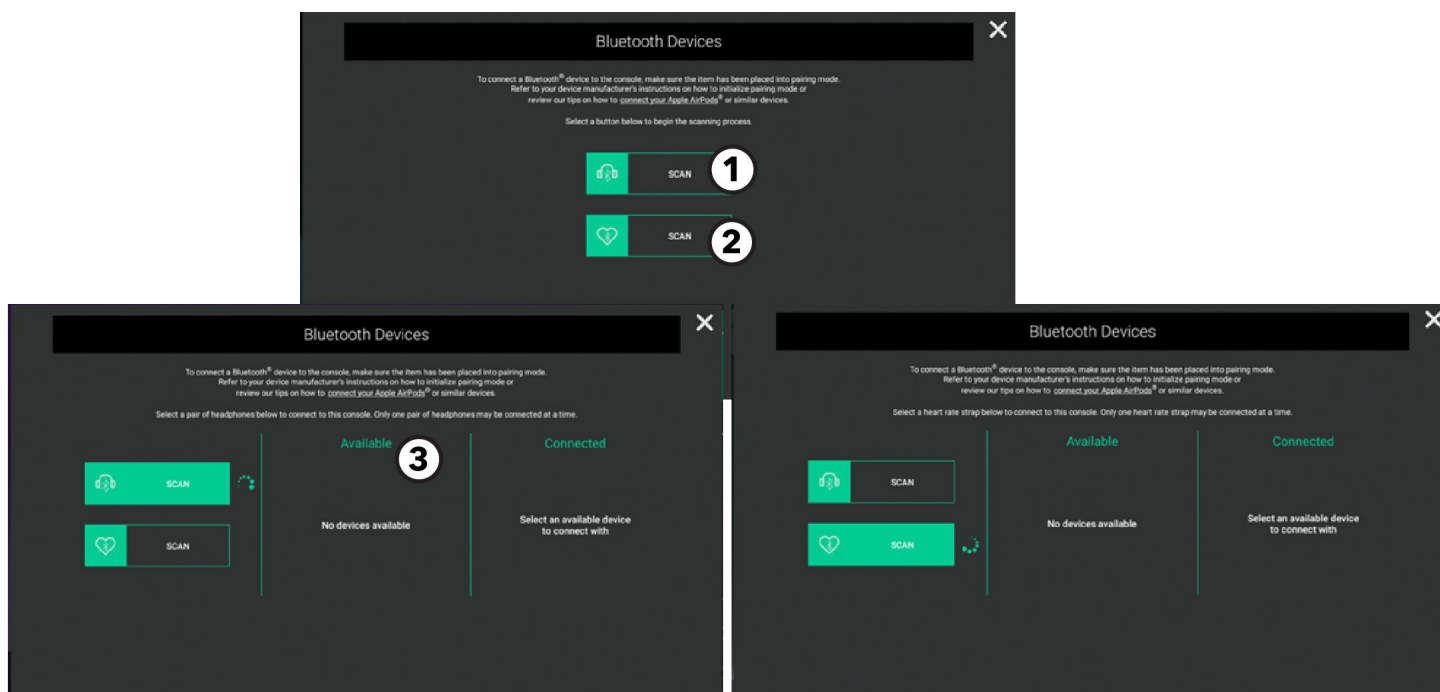 Bluetooth Devices
To connect a Bluetooth® device to the console, make sure the item has been placed into pairing mode.
Refer to your device manufacturer's instructions on how to initialize pairing mode or
review our tips on how to connect your Apple AirPods® or similar devices.
Select a button below to begin the scanning process.
SCAN 1
SCAN 2
Bluetooth Devices
To connect a Bluetooth® device to the console, make sure the item has been placed into pairing mode.
Refer to your device manufacturer's instructions on how to initialize pairing mode or
review our tips on how to connect your Apple AirPods® or similar devices.
Select a pair of headphones below to connect to this console. Only one pair of headphones may be connected at a time.
Available 3
Connected
SCAN
SCAN
No devices available
Select an available device
to connect with
Bluetooth Devices
To connect a Bluetooth® device to the console, make sure the item has been placed into pairing mode.
Refer to your device manufacturer's instructions on how to initialize pairing mode or
review our tips on how to connect your Apple AirPods® or similar devices.
Select a heart rate strap below to connect to this console. Only one heart rate strap may be connected at a time.
Available
Connected
SCAN
SCAN
No devices available
Select an available device
to connect with